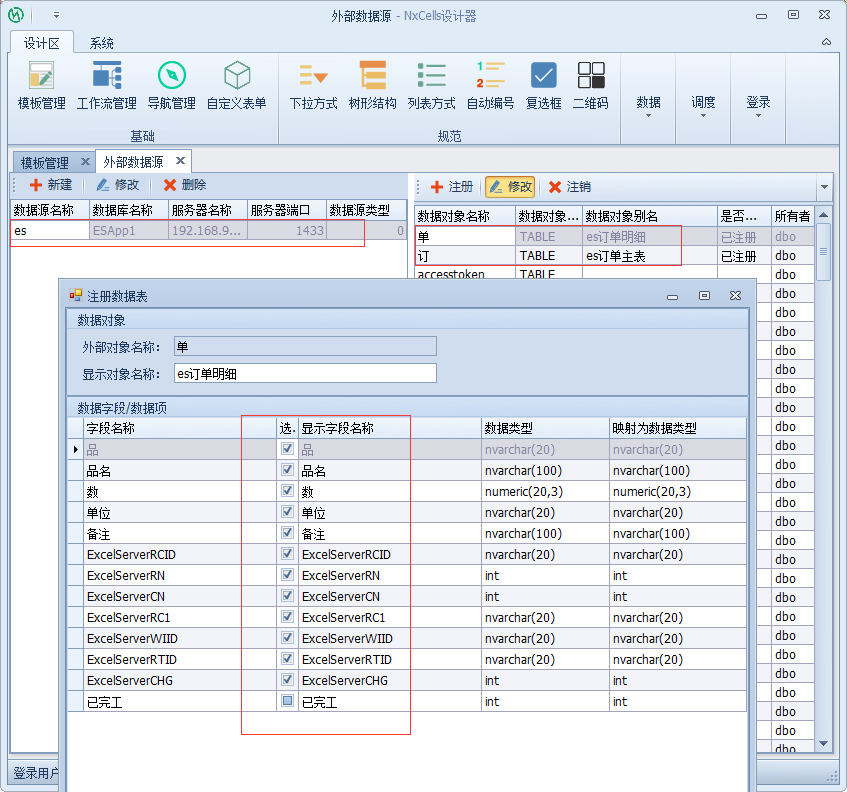 外部数据源 - NxCells设计器
设计区 系统
模板管理 工作流管理 导航管理 自定义表单 下拉方式 树形结构 列表方式 自动编号 复选框 二维码 数据 调度 登录
基础 规范
模板管理 外部数据源
新建 修改 删除 注册 修改 注销
数据源名称 数据库名称 服务器名称 服务器端口 数据源类型 数据对象名称 数据对象... 数据对象别名 是否... 所有者
es ESApp1 192.168.9... 1433 0 单 TABLE es订单明细 已注册 dbo
订 TABLE es订单主表 已注册 dbo
accesstoken TABLE dbo
注册数据表 dbo
数据对象 dbo
外部对象名称: 单 dbo
显示对象名称: es订单明细 dbo
数据字段/数据项 dbo
字段名称 选. 显示字段名称 数据类型 映射为数据类型 dbo
品 品 nvarchar(20) nvarchar(20) dbo
品名 品名 nvarchar(100) nvarchar(100) dbo
数 数 numeric(20,3) numeric(20,3) dbo
单位 单位 nvarchar(20) nvarchar(20) dbo
备注 备注 nvarchar(100) nvarchar(100) dbo
ExcelServerRCID ExcelServerRCID nvarchar(20) nvarchar(20) dbo
ExcelServerRN ExcelServerRN int int dbo
ExcelServerCN ExcelServerCN int int dbo
ExcelServerRC1 ExcelServerRC1 nvarchar(20) nvarchar(20) dbo
ExcelServerWIID ExcelServerWIID nvarchar(20) nvarchar(20) dbo
ExcelServerRTID ExcelServerRTID nvarchar(20) nvarchar(20) dbo
ExcelServerCHG ExcelServerCHG int int dbo
已完工 已完工 int int dbo
dbo
dbo
dbo
登录用户